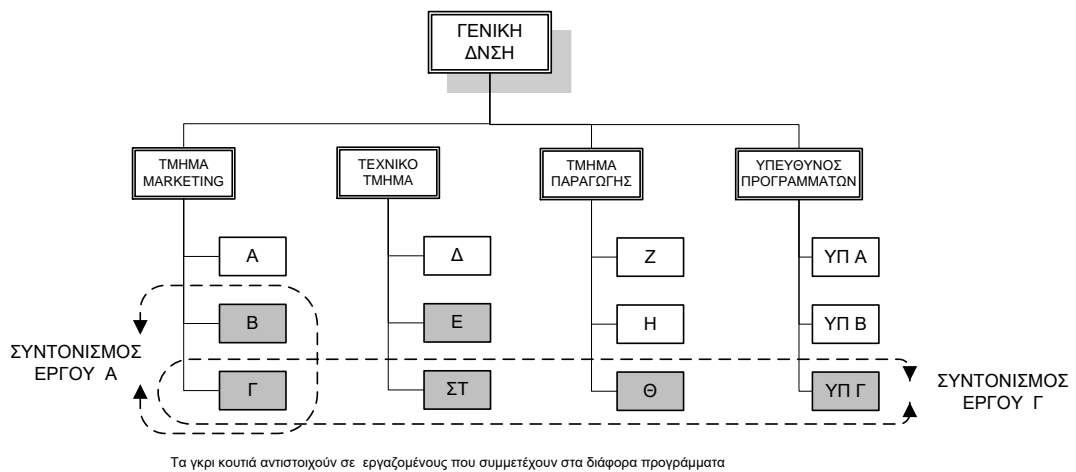 ΓΕΝΙΚΗ
ΔΝΣΗ
ΤΜΗΜΑ
MARKETING
ΤΕΧΝΙΚΟ
ΤΜΗΜΑ
ΤΜΗΜΑ
ΠΑΡΑΓΩΓΗΣ
ΥΠΕΥΘΥΝΟΣ
ΠΡΟΓΡΑΜΜΑΤΩΝ
Α
Δ
Ζ
ΥΠ Α
Β
Ε
Η
ΥΠ Β
ΣΥΝΤΟΝΙΣΜΟΣ
ΕΡΓΟΥ Α
Γ
ΣΤ
Θ
ΥΠ Γ
ΣΥΝΤΟΝΙΣΜΟΣ
ΕΡΓΟΥ Γ
Τα γκρι κουτιά αντιστοιχούν σε εργαζομένους που συμμετέχουν στα διάφορα προγράμματα